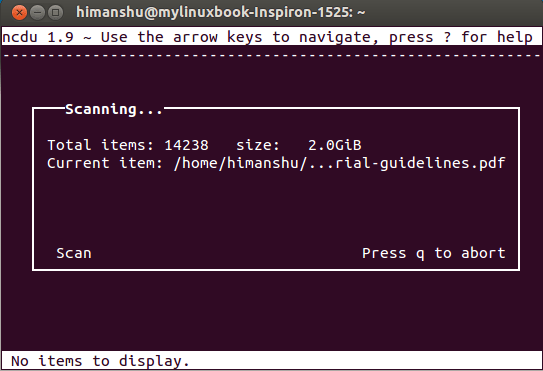 himanshu@mylinuxbook-Inspiron-1525: ~
ncdu 1.9 ~ Use the arrow keys to navigate, press ? for help
Scanning...
Total items: 14238   size:   2.0GiB
Current item: /home/himanshu/...rial-guidelines.pdf
Scan Press q to abort
No items to display.